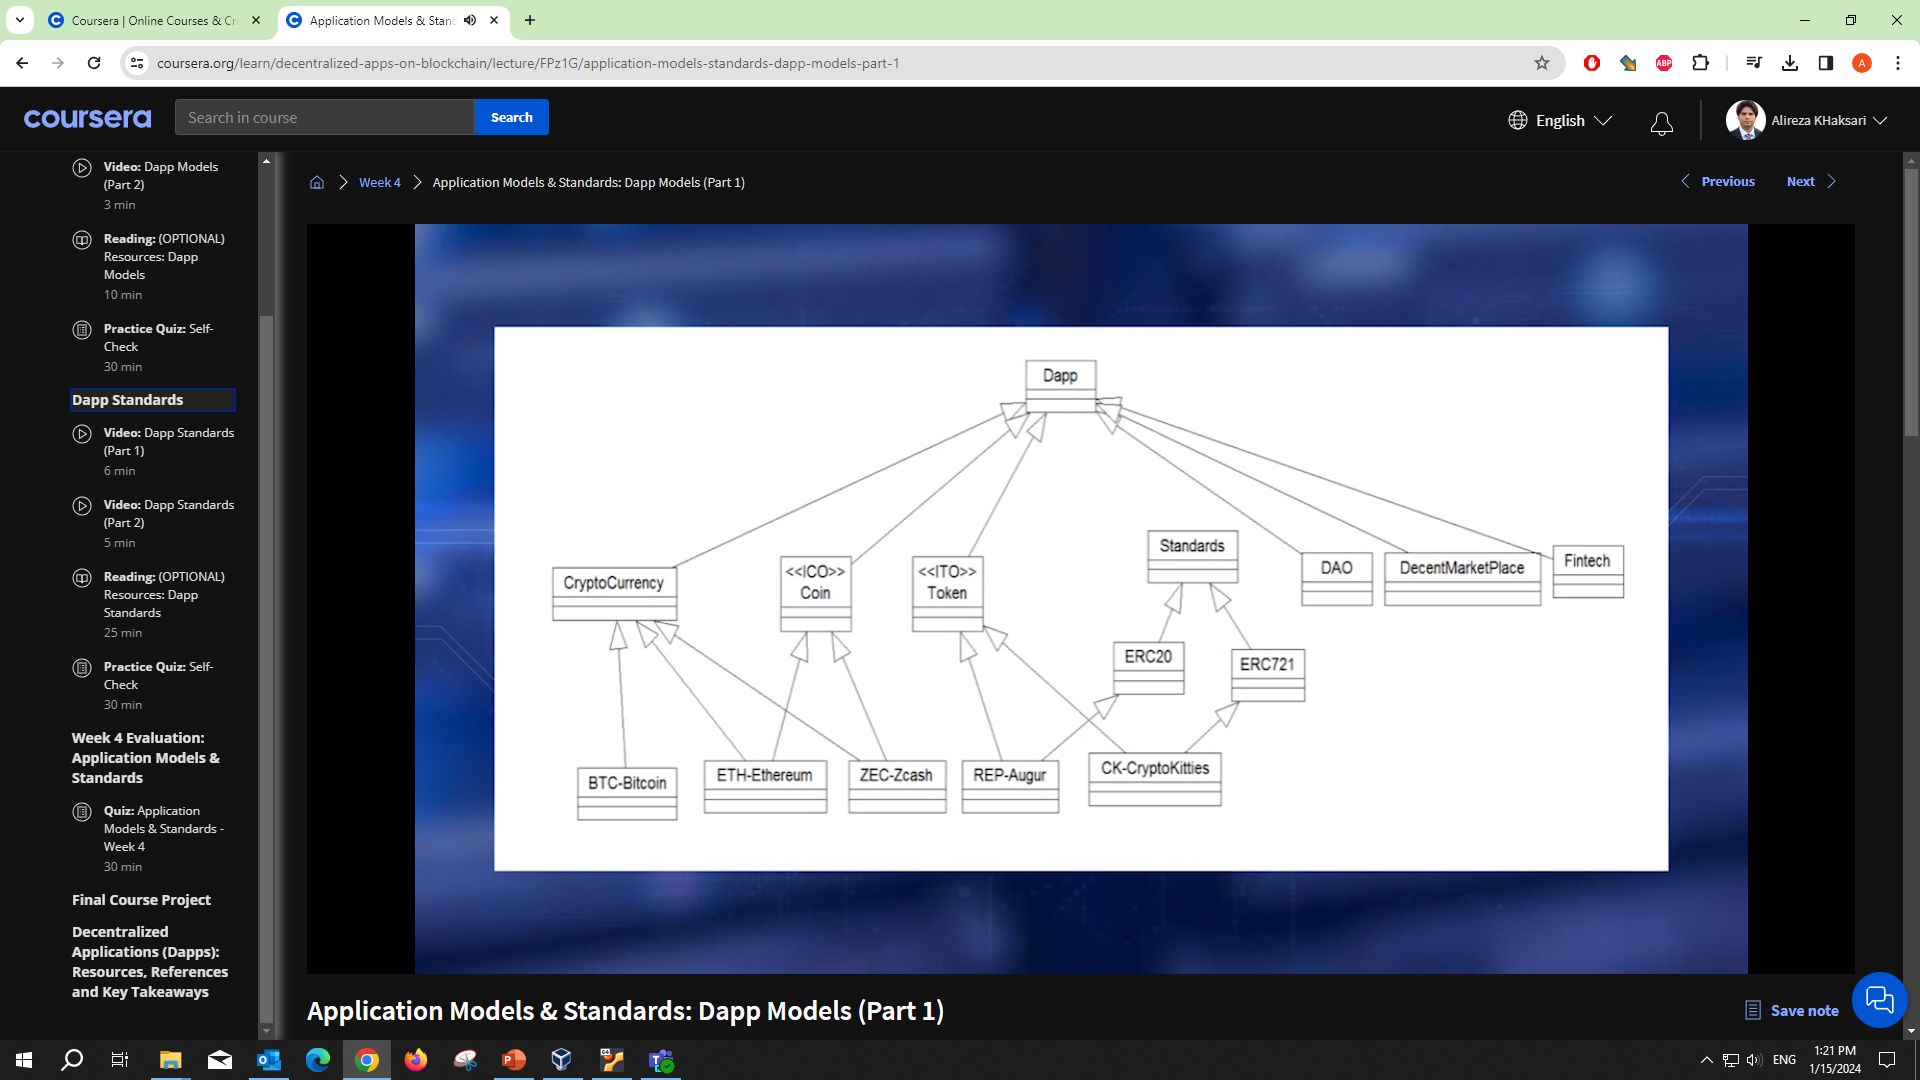 Coursera | Online Courses & Cre
Application Models & Stand
coursera.org/learn/decentralized-apps-on-blockchain/lecture/FPz1G/application-models-standards-dapp-models-part-1
ABP
A
coursera
Search in course
Search
English
Alireza KHaksari
Video: Dapp Models
(Part 2)
3 min
Reading: (OPTIONAL)
Resources: Dapp
Models
10 min
Practice Quiz: Self-
Check
30 min
Dapp Standards
Video: Dapp Standards
(Part 1)
6 min
Video: Dapp Standards
(Part 2)
5 min
Reading: (OPTIONAL)
Resources: Dapp
Standards
25 min
Practice Quiz: Self-
Check
30 min
Week 4 Evaluation:
Application Models &
Standards
Quiz: Application
Models & Standards -
Week 4
30 min
Final Course Project
Decentralized
Applications (Dapps):
Resources, References
and Key Takeaways
Week 4
Application Models & Standards: Dapp Models (Part 1)
Previous
Next
Dapp
CryptoCurrency
<<ICO>>
Coin
<<ITO>>
Token
Standards
DAO
DecentMarketPlace
Fintech
ERC20
ERC721
BTC-Bitcoin
ETH-Ethereum
ZEC-Zcash
REP-Augur
CK-CryptoKitties
Application Models & Standards: Dapp Models (Part 1)
Save note
ENG
1:21 PM
1/15/2024